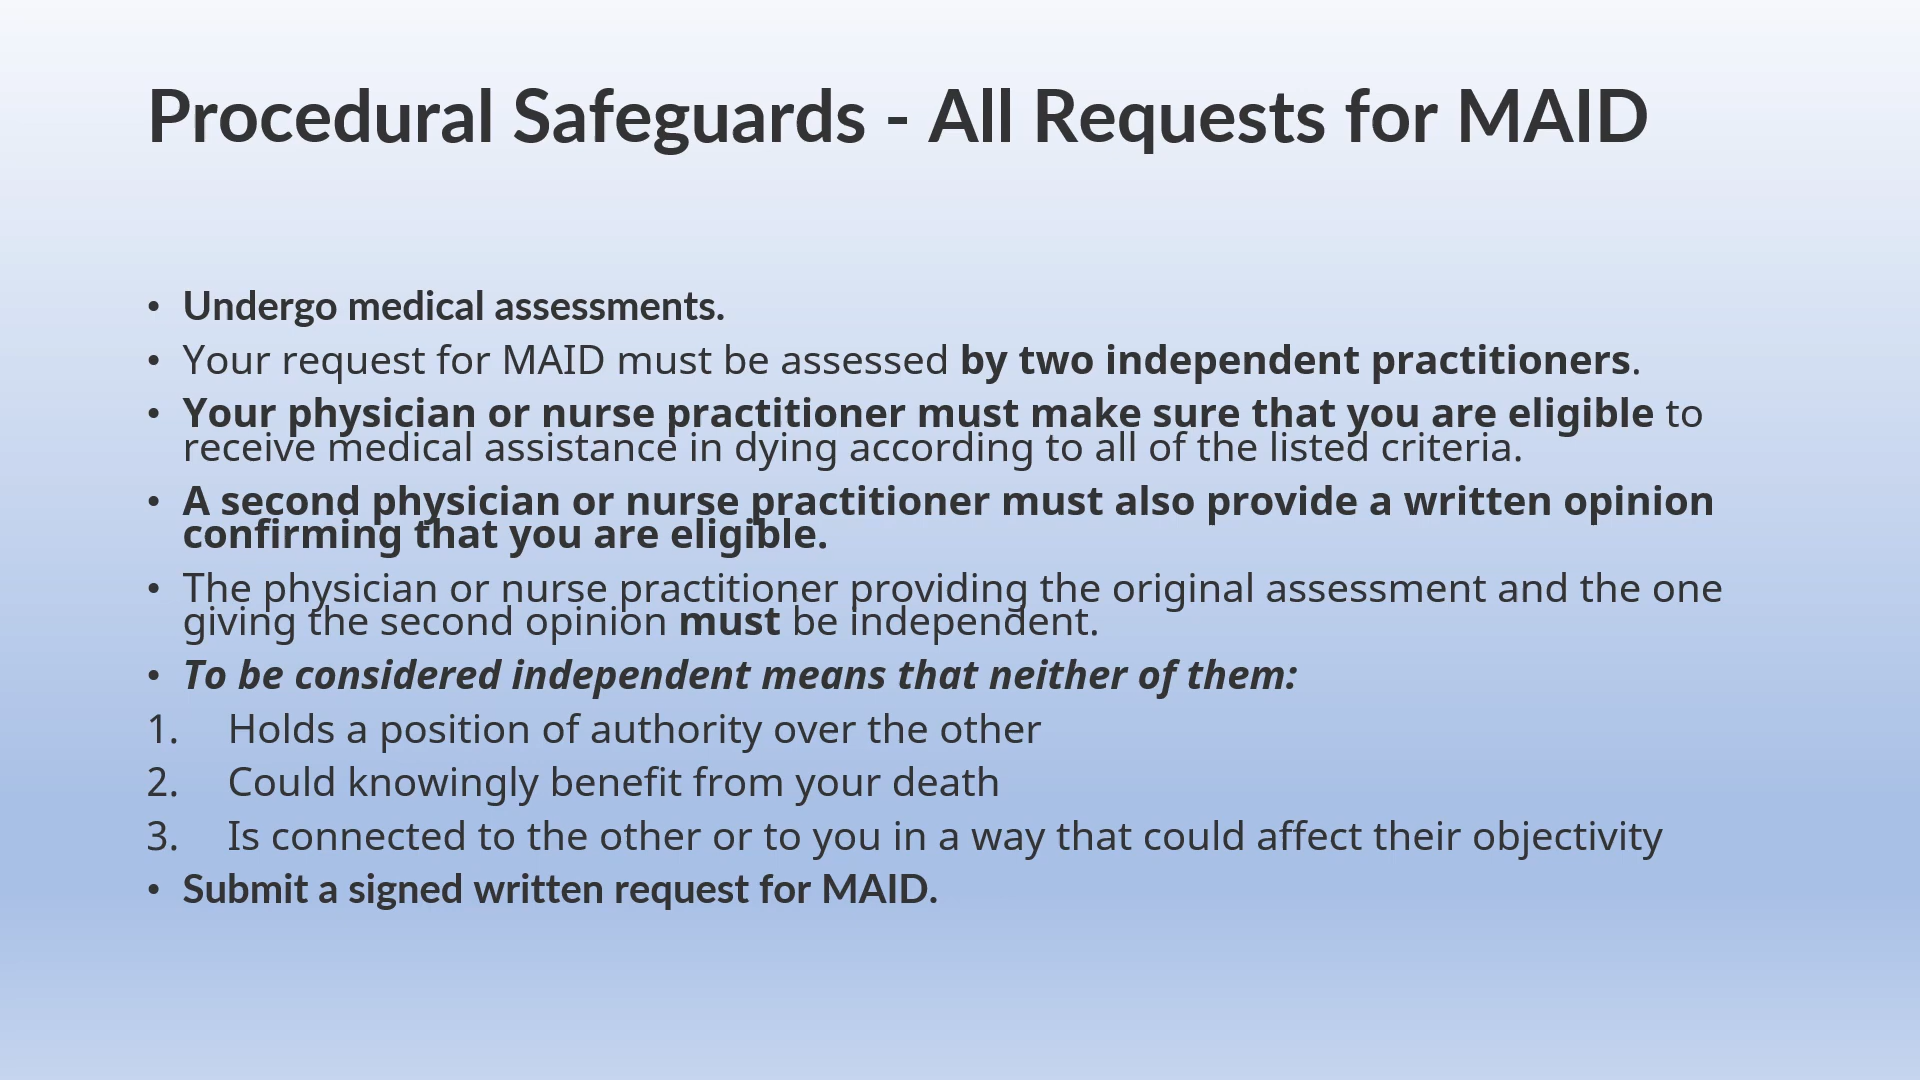 Procedural Safeguards - All Requests for MAID
• Undergo medical assessments.
• Your request for MAID must be assessed by two independent practitioners.
• Your physician or nurse practitioner must make sure that you are eligible to
receive medical assistance in dying according to all of the listed criteria.
• A second physician or nurse practitioner must also provide a written opinion
confirming that you are eligible.
• The physician or nurse practitioner providing the original assessment and the one
giving the second opinion must be independent.
• To be considered independent means that neither of them:
1. Holds a position of authority over the other
2. Could knowingly benefit from your death
3. Is connected to the other or to you in a way that could affect their objectivity
• Submit a signed written request for MAID.